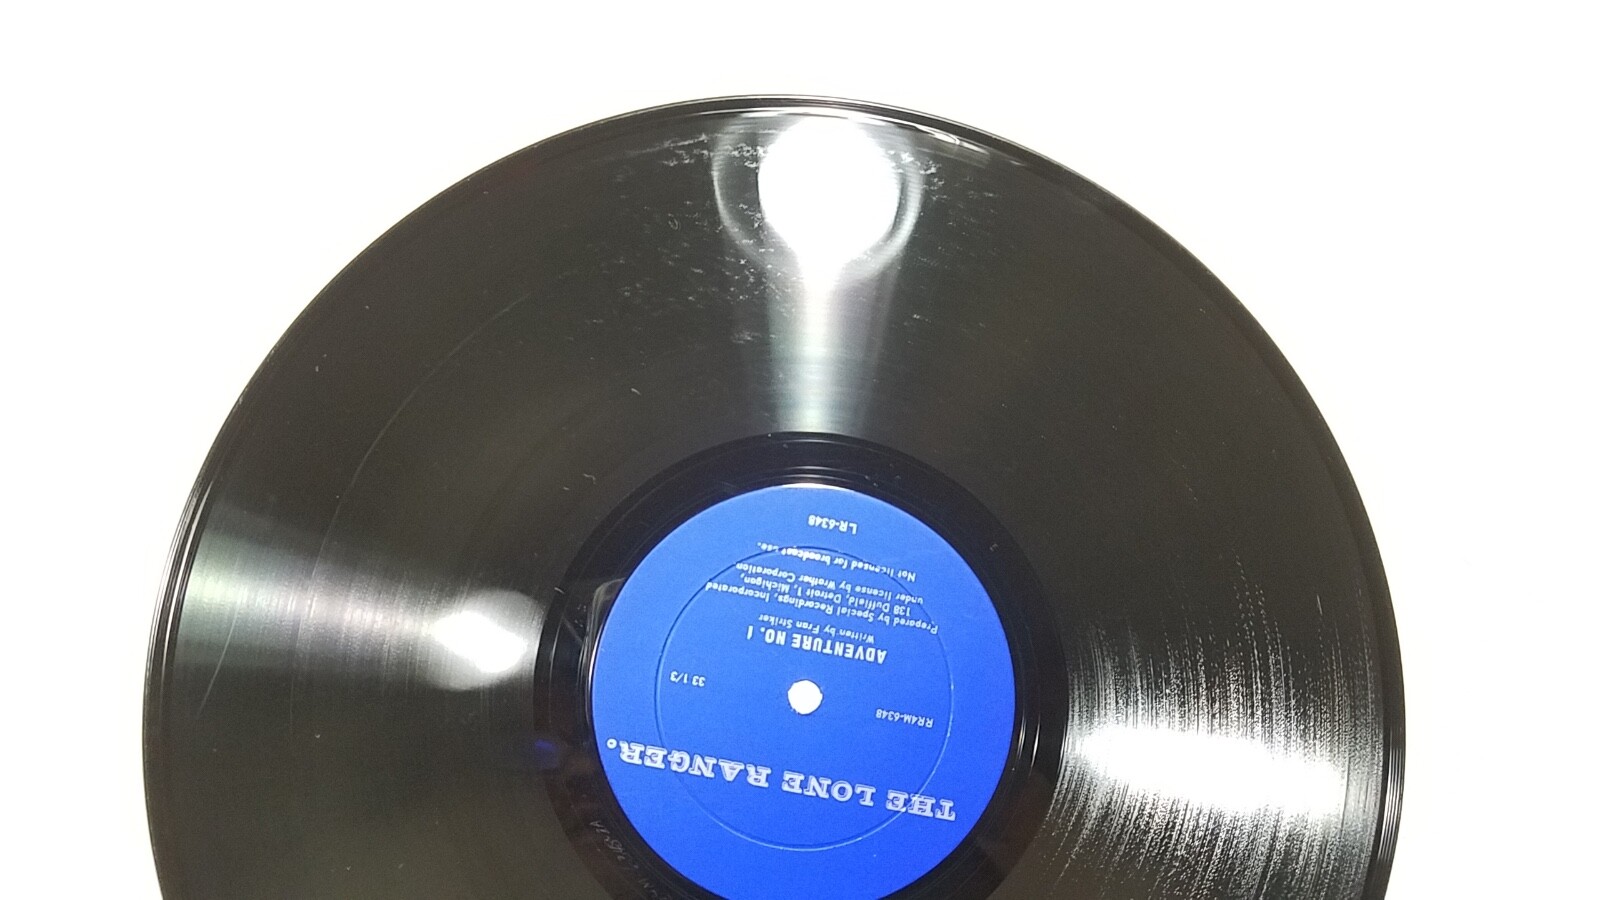 THE LONE RANGER.
RR4M-6348
33 1/3
ADVENTURE NO. 1
Written by Fran Striker
Prepared by Special Recordings, Incorporated
138 Duffield, Detroit 1, Michigan,
under license by Wrather Corporation
Not licensed for broadcast use.
LR-6348